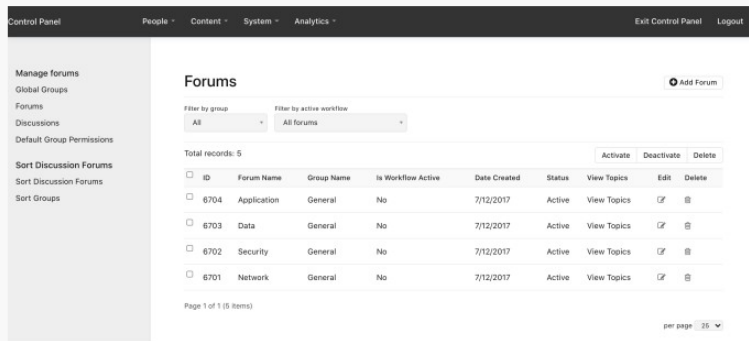 Control Panel People Content System Analytics Exit Control Panel Logout
Manage forums
Global Groups
Forums
Discussions
Default Group Permissions
Sort Discussion Forums
Sort Discussion Forums
Sort Groups
Forums
Add Forum
Filter by group Filter by active workflow
All All forums
Total records: 5
Activate Deactivate Delete
ID Forum Name Group Name Is Workflow Active Date Created Status View Topics Edit Delete
6704 Application General No 7/12/2017 Active View Topics
6703 Data General No 7/12/2017 Active View Topics
6702 Security General No 7/12/2017 Active View Topics
6701 Network General No 7/12/2017 Active View Topics
Page 1 of 1 (5 items)
per page 25